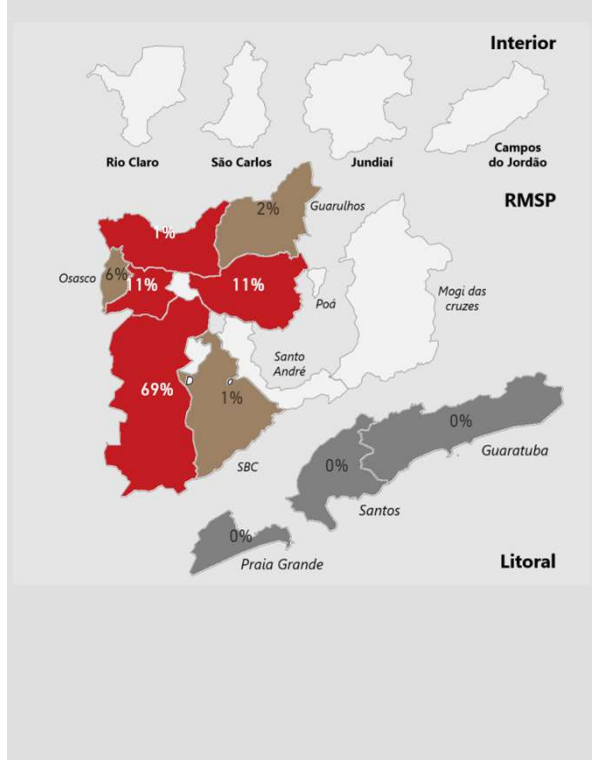 Interior
Rio Claro
São Carlos
Jundiaí
Campos
do Jordão
RMSP
2%
Guarulhos
1%
Osasco
6%
11%
11%
Poá
Mogi das
cruzes
Santo
André
69%
1%
SBC
0%
Guaratuba
0%
Santos
0%
Praia Grande
Litoral